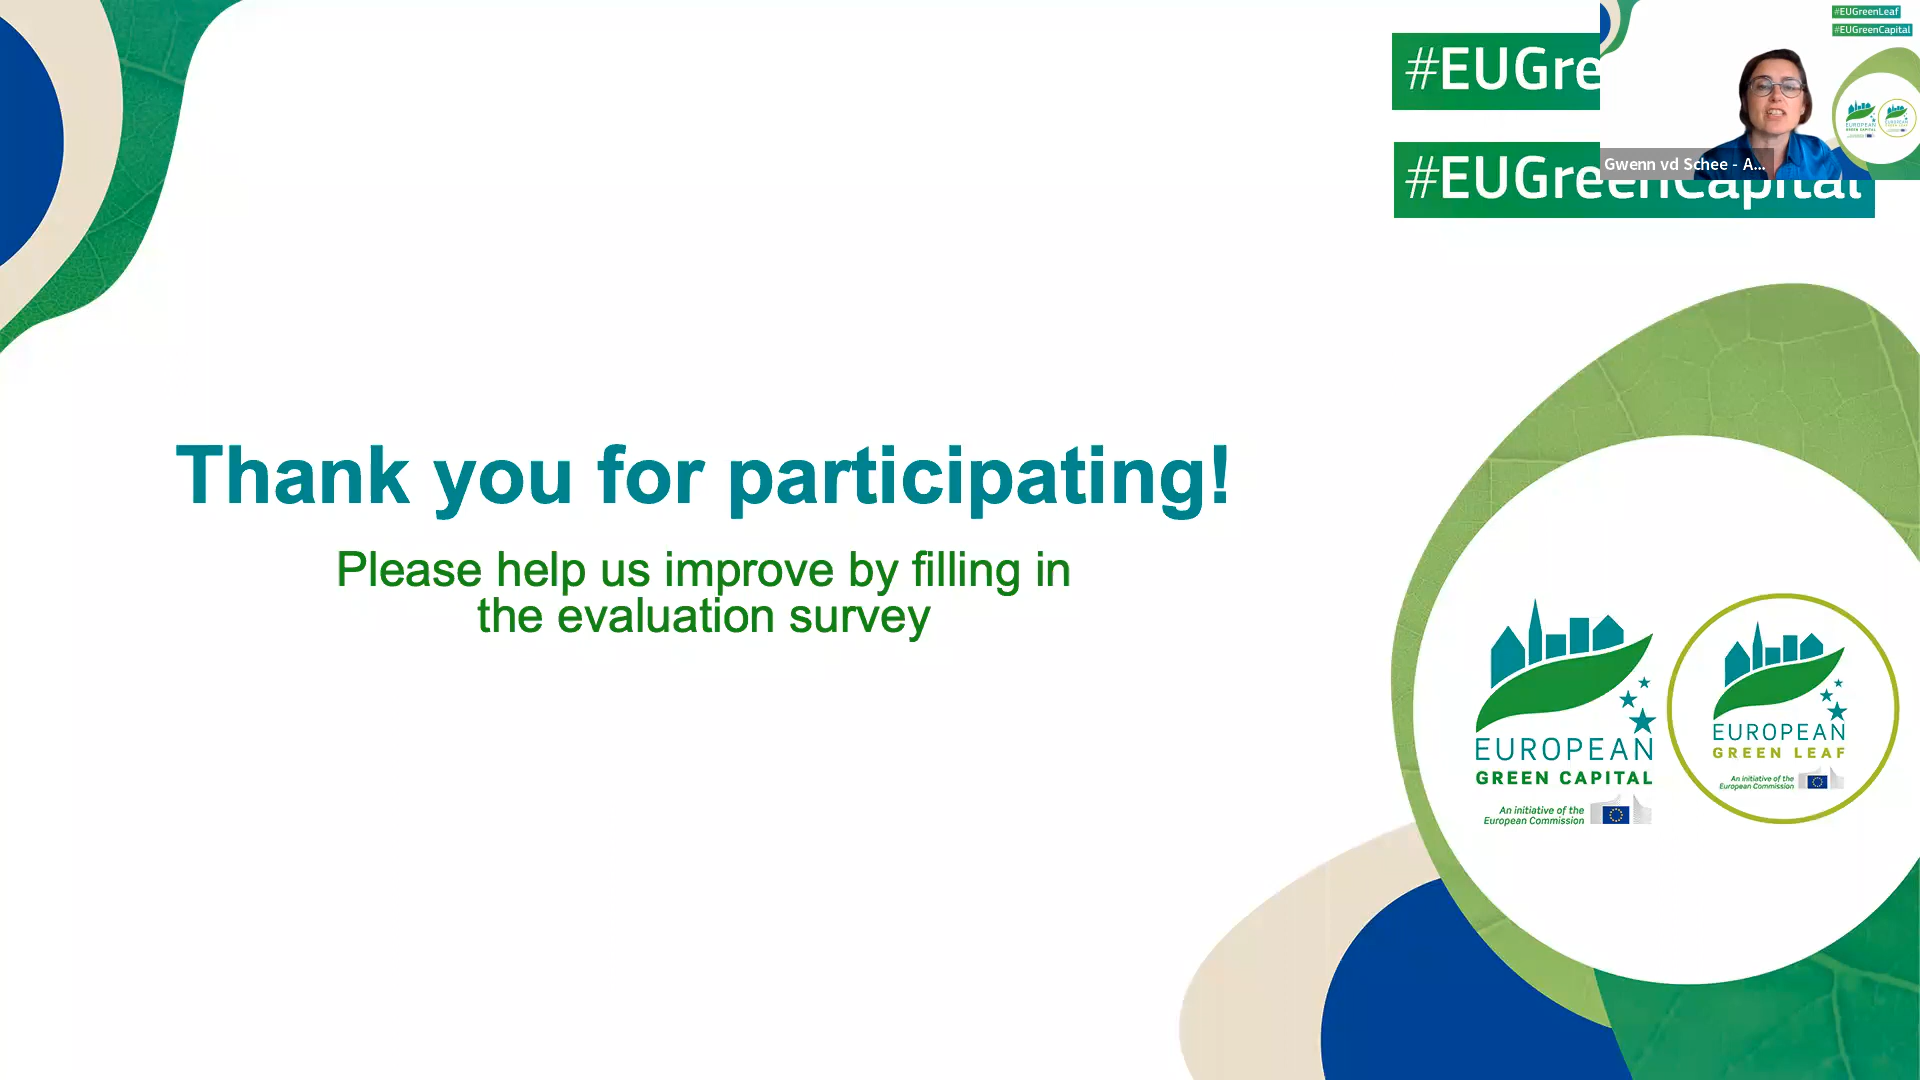 #EUGre
#EUGreenCapital
#EUGreenLeaf
#EUGreenCapital
Gwenn vd Schee - A...
Thank you for participating!
Please help us improve by filling in
the evaluation survey
EUROPEAN
GREEN CAPITAL
An initiative of the
European Commission
EUROPEAN
GREEN LEAF
An initiative of the
European Commission